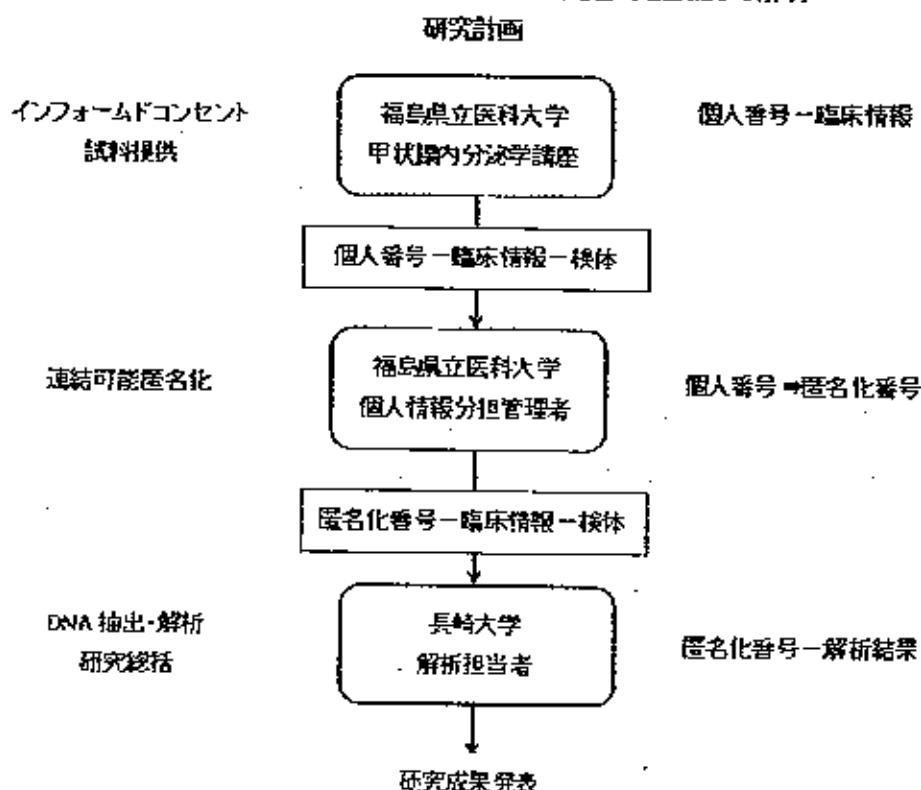 研究計画
インフォームドコンセント
試料提供
福島県立医科大学
甲状腺内分泌学講座
個人番号ー臨床情報
個人番号ー臨床情報ー検体
連結可能匿名化
福島県立医科大学
個人情報分担管理者
個人番号➡匿名化番号
匿名化番号ー臨床情報ー検体
DNA 抽出・解析
研究総括
長崎大学
解析担当者
匿名化番号ー解析結果
研究成果発表